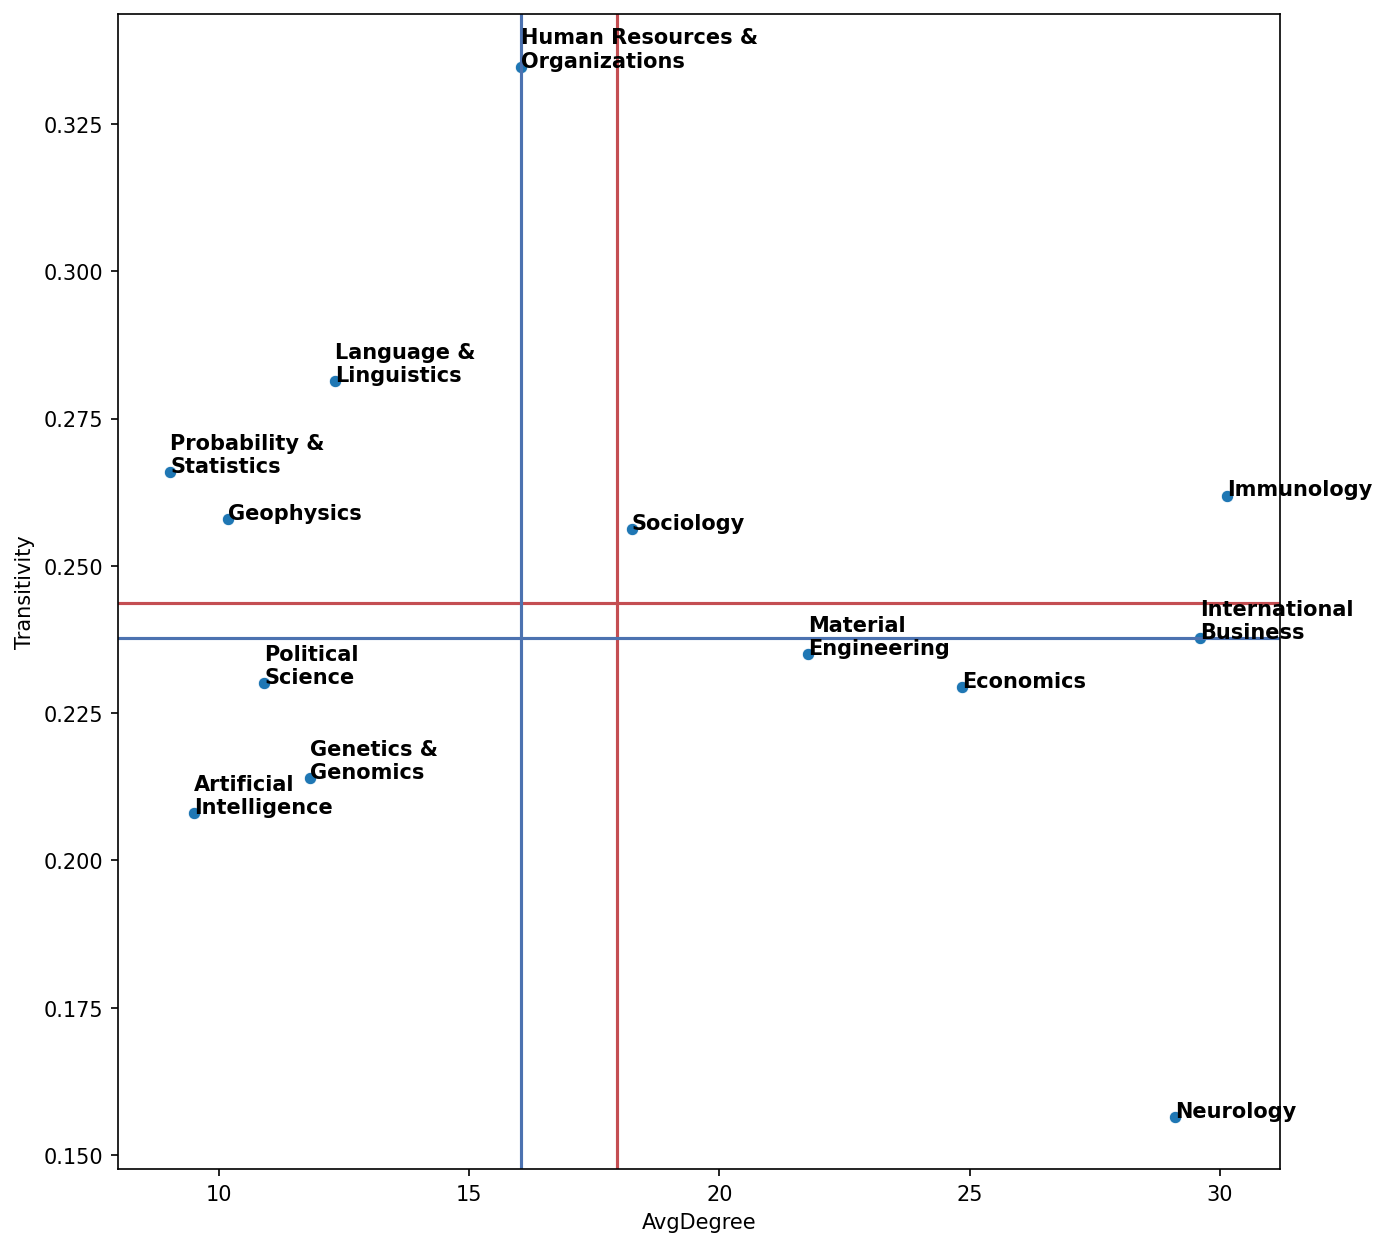 Human Resources &
Organizations
0.325
0.300
Language &
Linguistics
0.275
Probability &
Statistics
Immunology
Geophysics
Sociology
0.250
Transitivity
International
Business
Material
Engineering
Political
Science
Economics
0.225
Genetics &
Genomics
Artificial
Intelligence
0.200
0.175
Neurology
0.150
10 15 20 25 30
AvgDegree